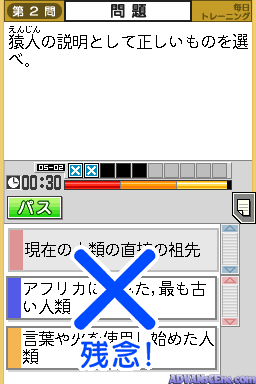 第2問
問題
毎日
トレーニング
えんじん
猿人の説明として正しいものを選
べ。
05-02
00:30
パス
現在の人類の直接の祖先
アフリカに
た,最も古
い人類
言葉や火を使用し始めた人
類
残念!
ADVAN-CEnx.com